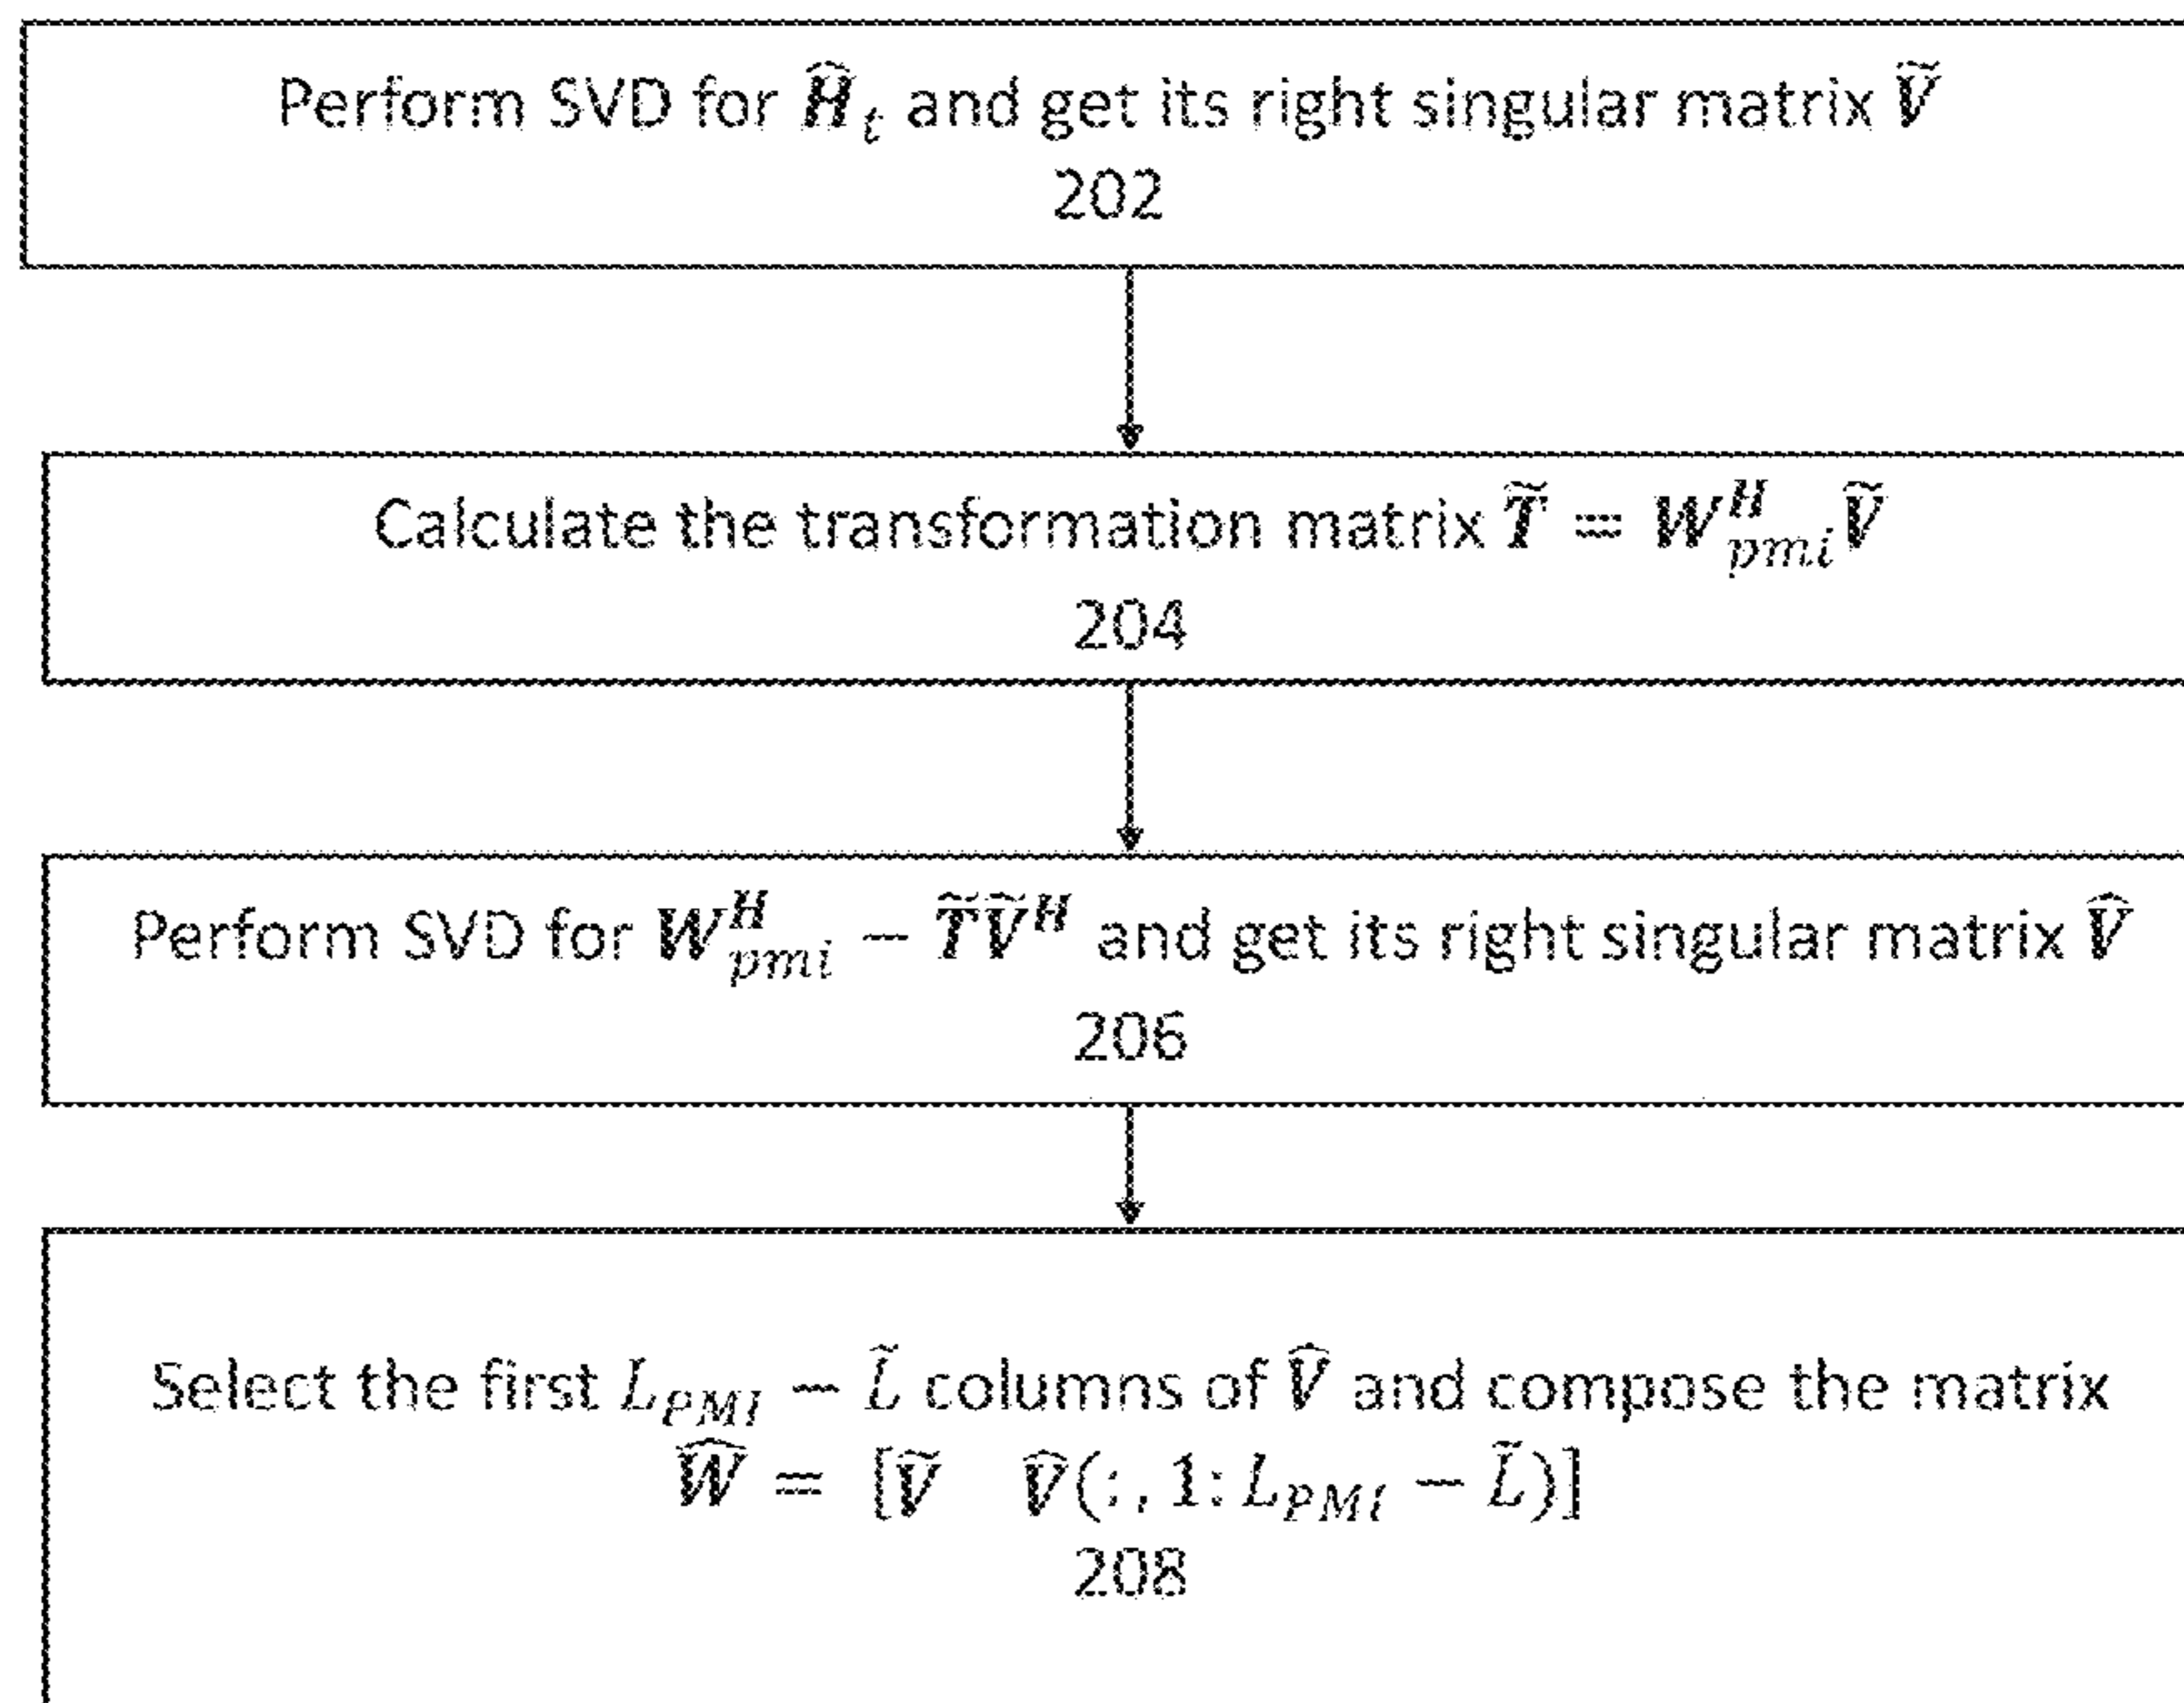 Perform SVD for Ĥ_t and get its right singular matrix Ṽ
202
Calculate the transformation matrix T̃ = W^H_pmi Ṽ
204
Perform SVD for W^H_pmi − T̃Ṽ^H and get its right singular matrix V̂
206
Select the first L_PMI − L̃ columns of V̂ and compose the matrix
Ŵ = [Ṽ V̂(:, 1: L_PMI − L̃)]
208